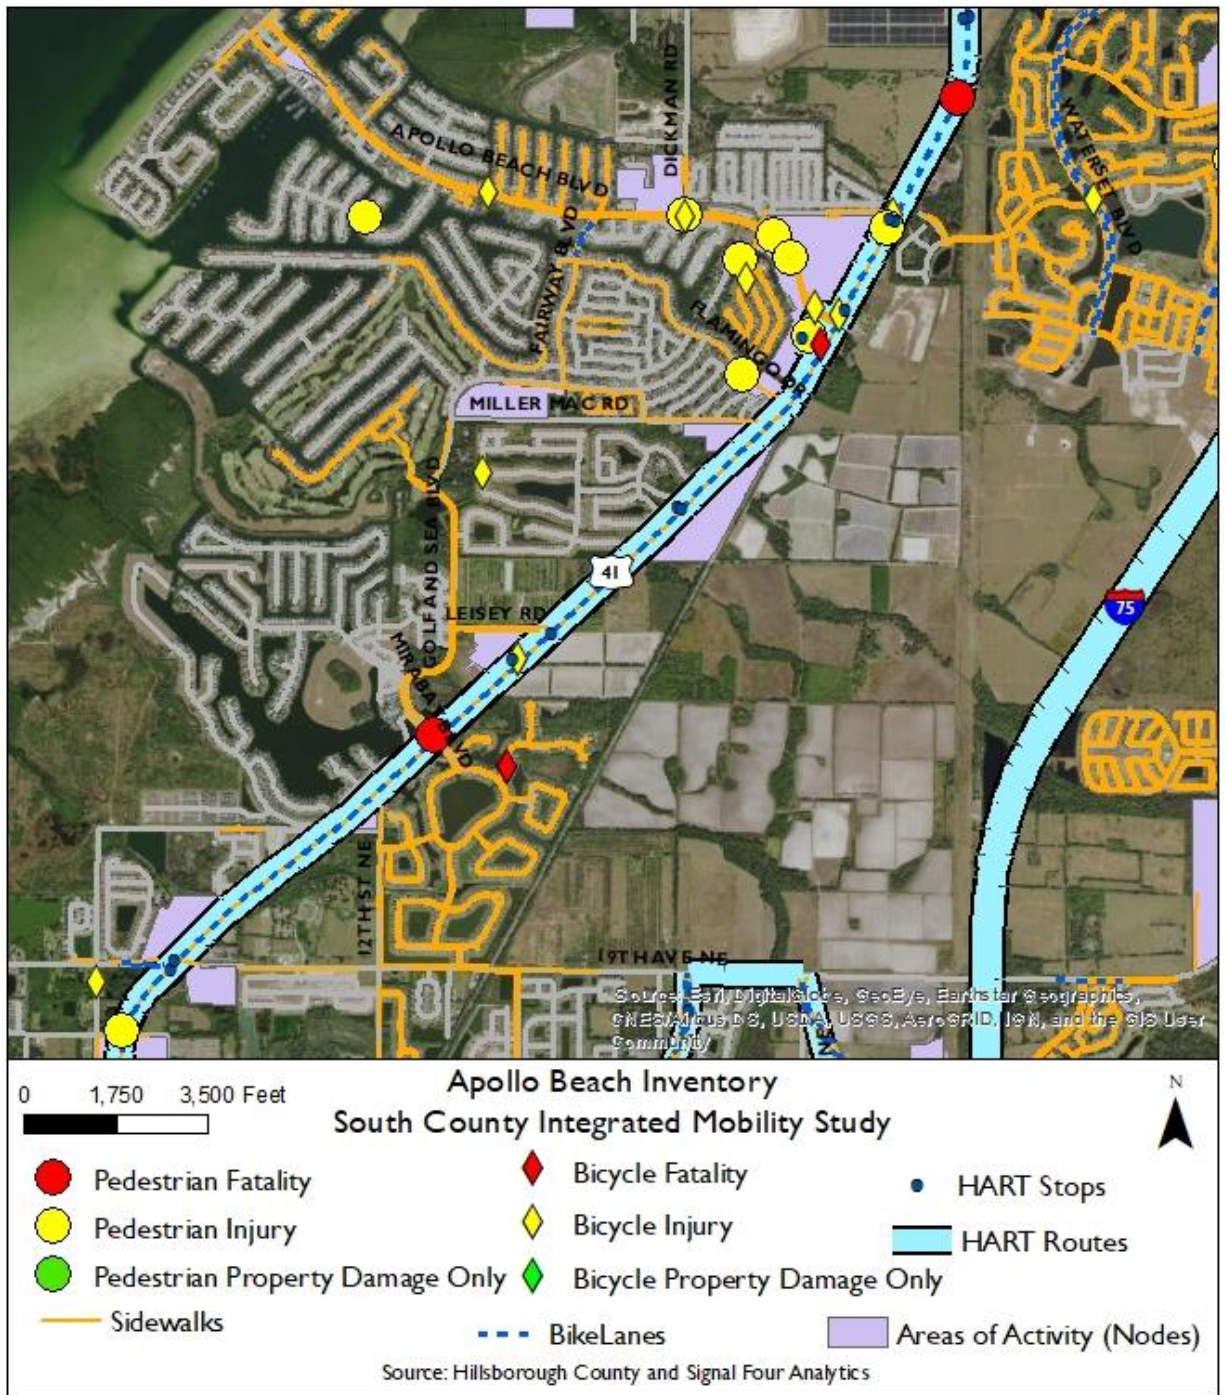 DICKMAN RD
APOLLO BEACH BLVD
WATERSET BLVD
FAIRWAY BLVD
FLAMINGO DR
MILLER MAC RD
GOLF AND SEA BLVD
41
75
LEISEY RD
MIRABAY BLVD
12TH ST NE
19TH AVE NE
Source: Esri, DigitalGlobe, GeoEye, Earthstar Geographics,
CNES/Airbus DS, USDA, USGS, AeroGRID, IGN, and the GIS User
Community
0 1,750 3,500 Feet
Apollo Beach Inventory
South County Integrated Mobility Study
N
Pedestrian Fatality
Pedestrian Injury
Pedestrian Property Damage Only
Sidewalks
Bicycle Fatality
Bicycle Injury
Bicycle Property Damage Only
BikeLanes
HART Stops
HART Routes
Areas of Activity (Nodes)
Source: Hillsborough County and Signal Four Analytics